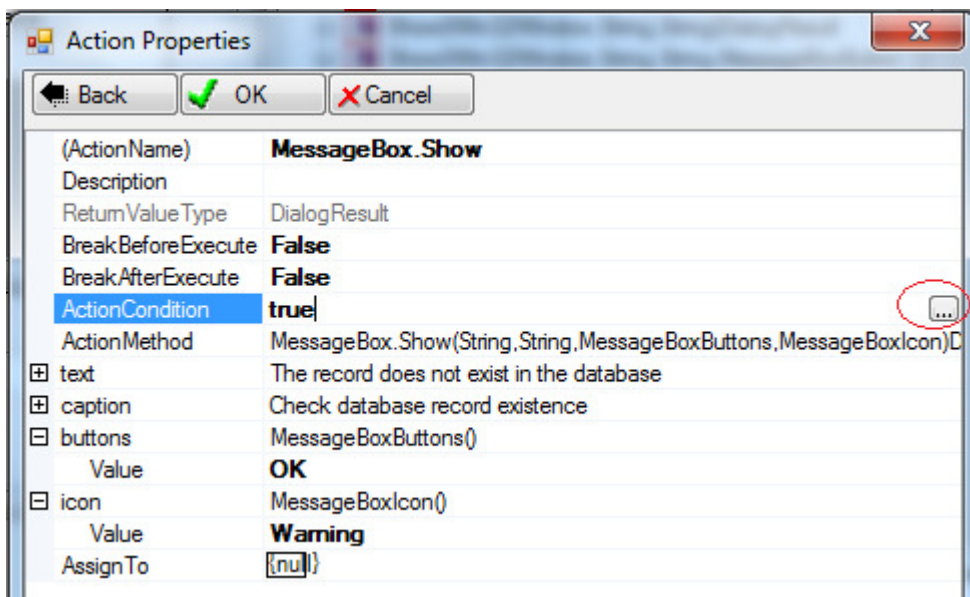 Action Properties
Back OK Cancel
(ActionName) MessageBox.Show
Description
ReturnValueType DialogResult
BreakBeforeExecute False
BreakAfterExecute False
ActionCondition true
...
ActionMethod MessageBox.Show(String,String,MessageBoxButtons,MessageBoxIcon)D
text The record does not exist in the database
caption Check database record existence
buttons MessageBoxButtons()
Value OK
icon MessageBoxIcon()
Value Warning
AssignTo {null}